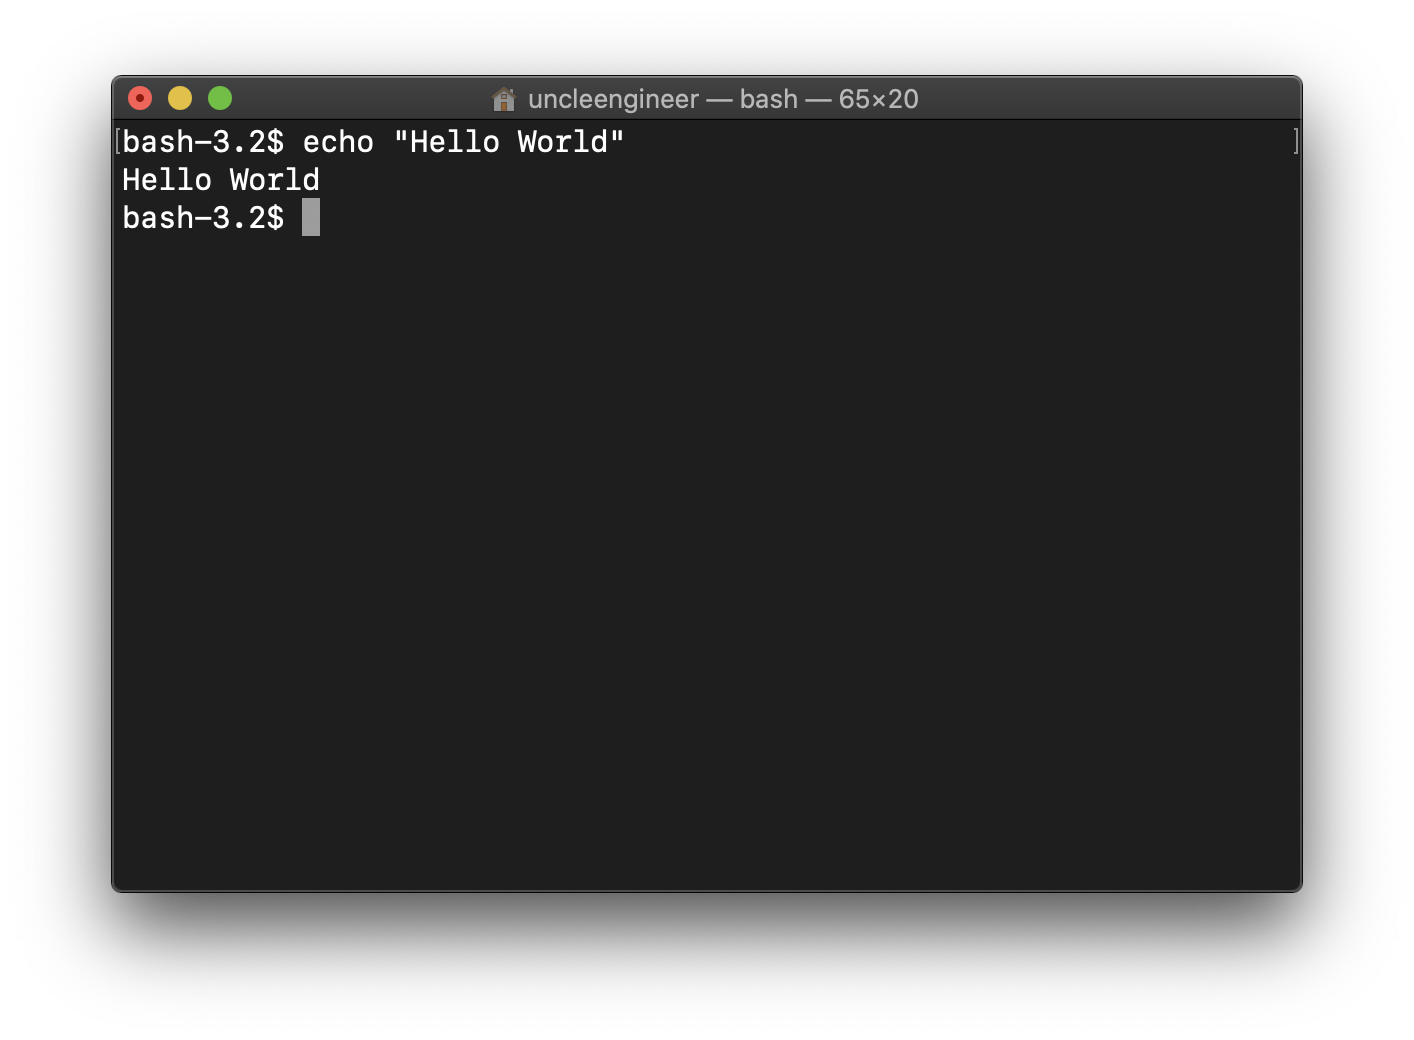 uncleengineer — bash — 65×20
bash-3.2$ echo "Hello World"
Hello World
bash-3.2$